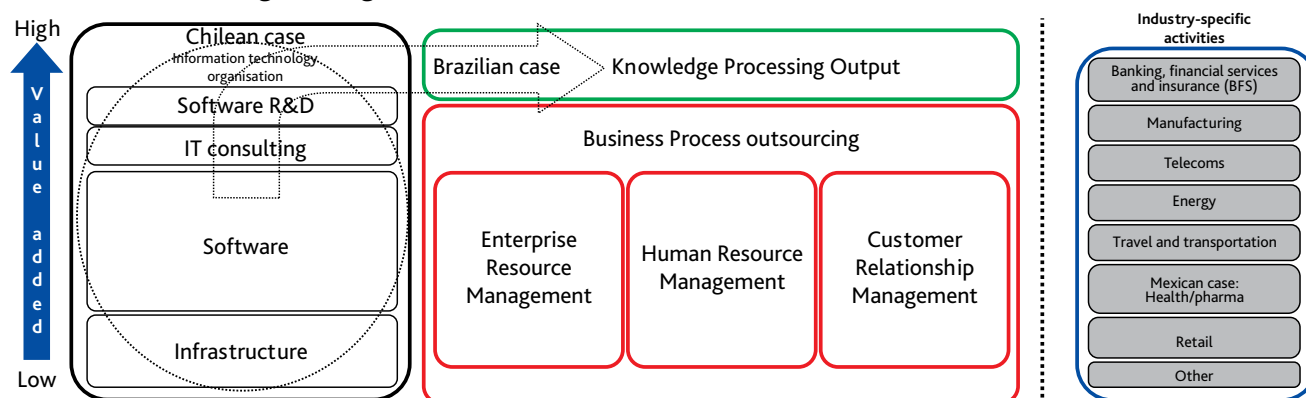 High
Value added
Low
Chilean case
Information technology
organisation
Software R&D
IT consulting
Software
Infrastructure
Brazilian case
Knowledge Processing Output
Business Process outsourcing
Enterprise
Resource
Management
Human Resource
Management
Customer
Relationship
Management
Industry-specific
activities
Banking, financial services
and insurance (BFS)
Manufacturing
Telecoms
Energy
Travel and transportation
Mexican case:
Health/pharma
Retail
Other